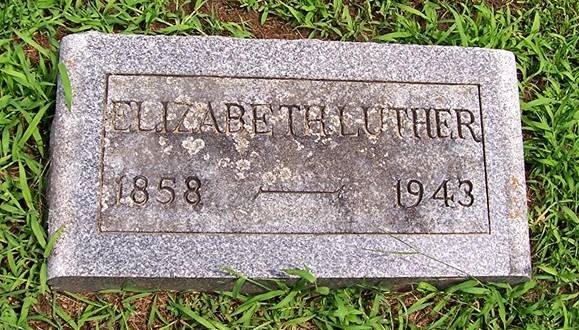 ELIZABETH LUTHER
1858 — 1943